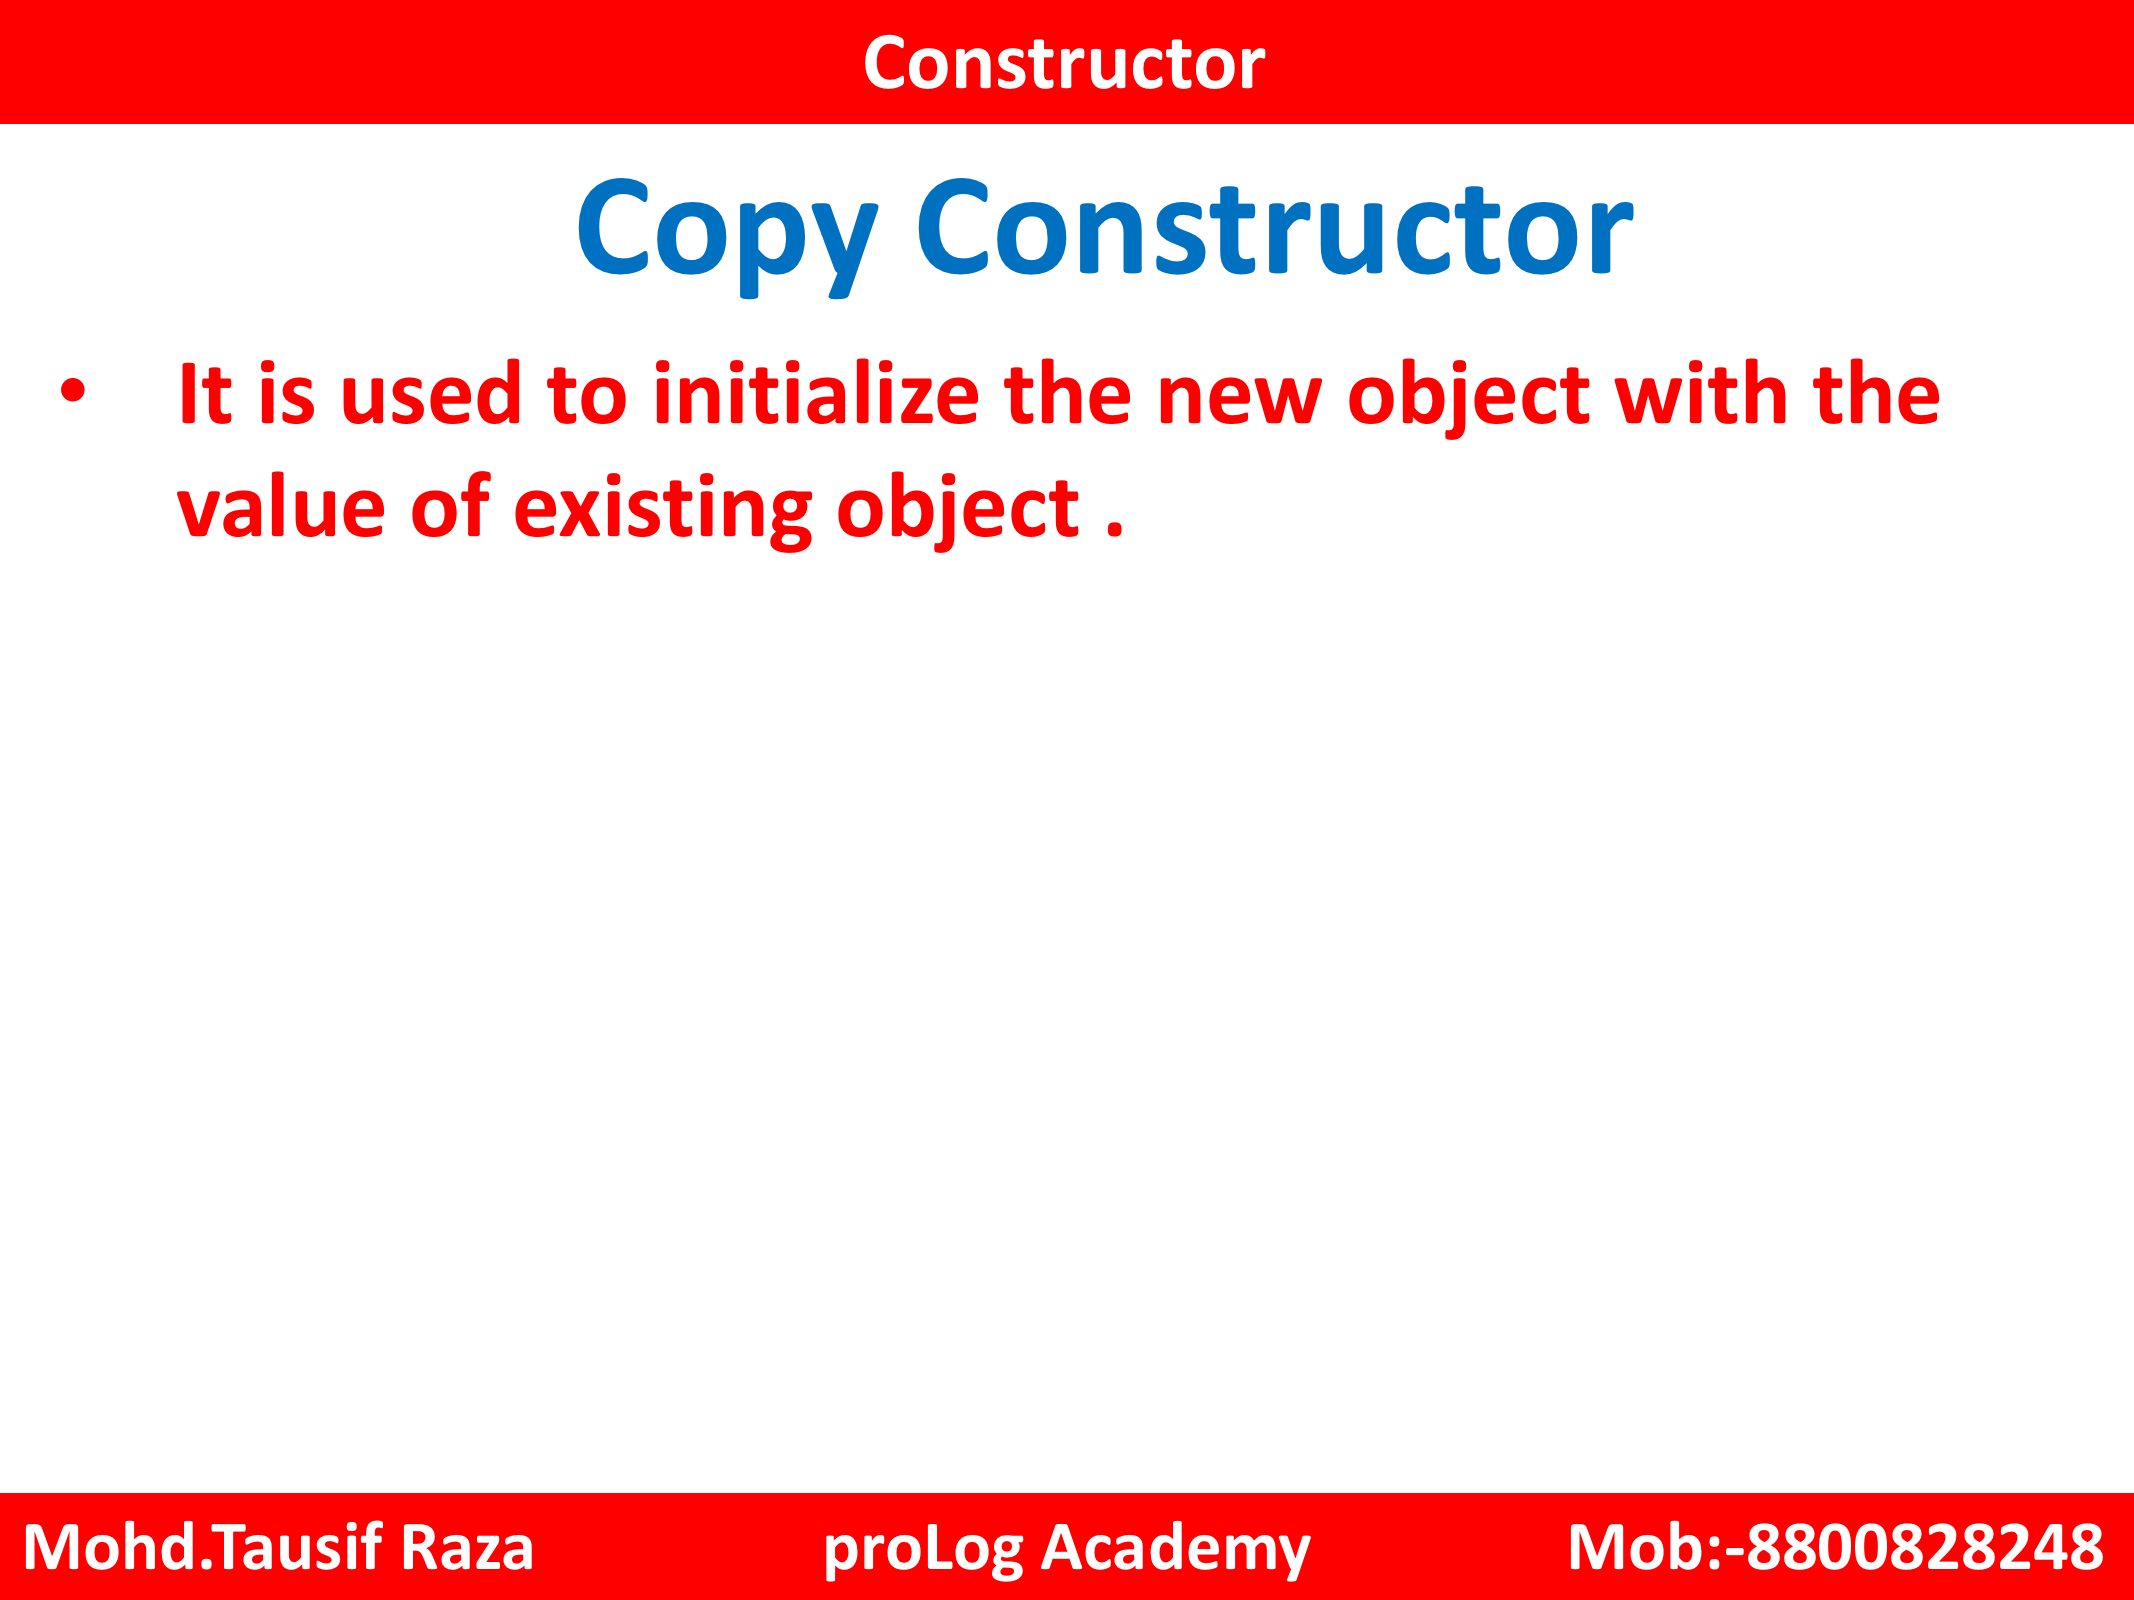 Constructor
Copy Constructor
• It is used to initialize the new object with the
value of existing object .
Mohd.Tausif Raza proLog Academy Mob:-8800828248